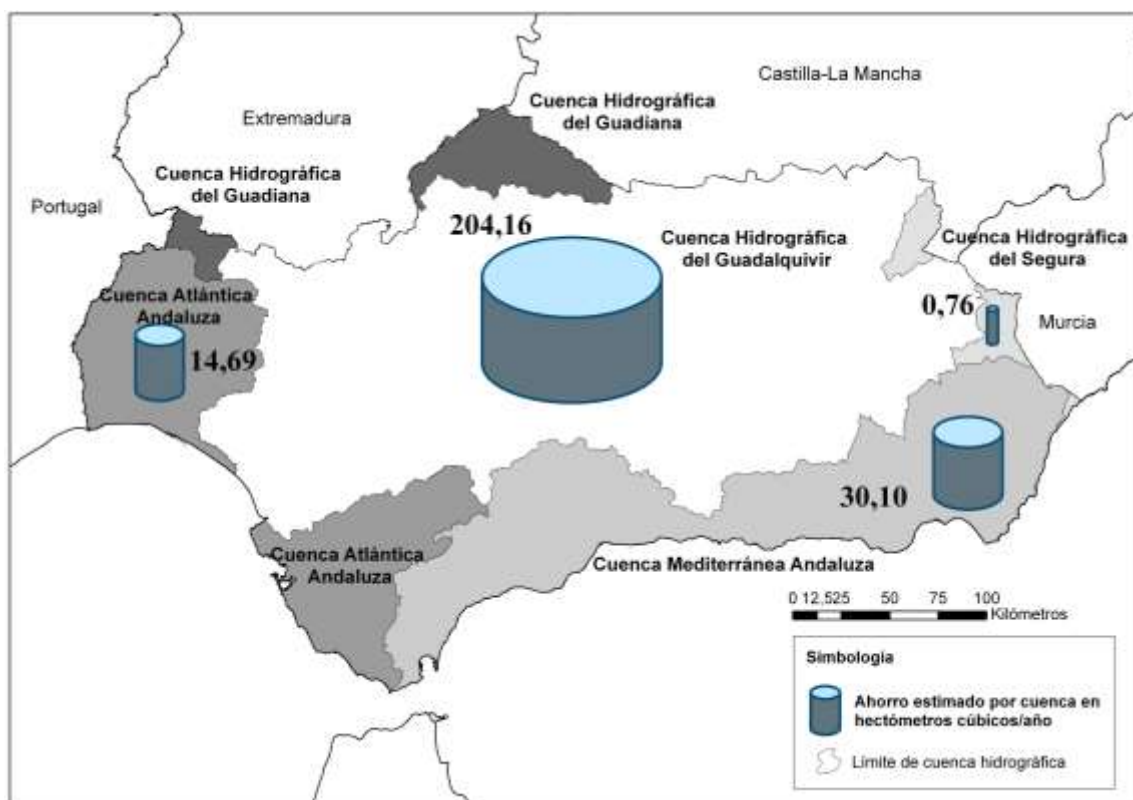 Castilla-La Mancha
Extremadura
Cuenca Hidrográfica
del Guadiana
Cuenca Hidrográfica
del Guadiana
Portugal
204,16
Cuenca Hidrográfica
del Guadalquivir
Cuenca Hidrográfica
del Segura
Cuenca Atlántica
Andaluza
0,76
Murcia
14,69
30,10
Cuenca Atlántica
Andaluza
Cuenca Mediterránea Andaluza
0 12,525 50 75 100
Kilómetros
Simbología
Ahorro estimado por cuenca en
hectómetros cúbicos/año
Límite de cuenca hidrográfica